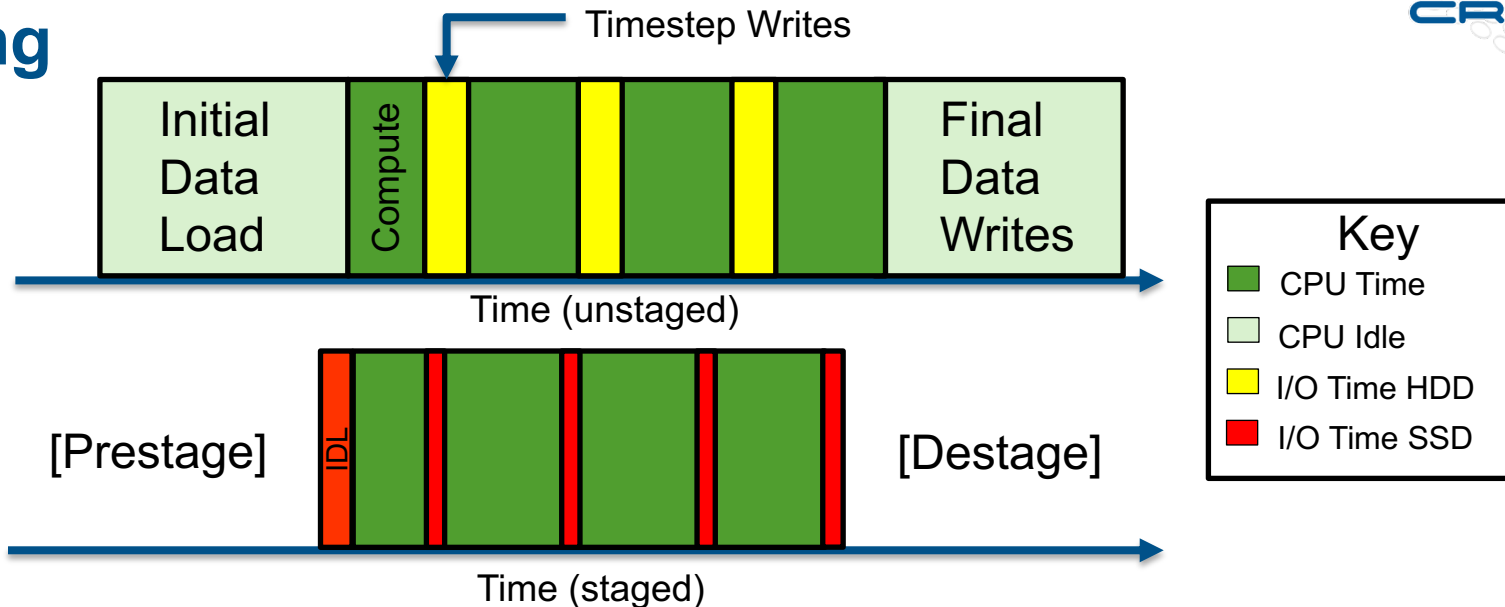 ng
Timestep Writes
CR
Initial
Data
Load
Compute
Final
Data
Writes
Time (unstaged)
Key
CPU Time
CPU Idle
I/O Time HDD
I/O Time SSD
[Prestage]
IDL
[Destage]
Time (staged)